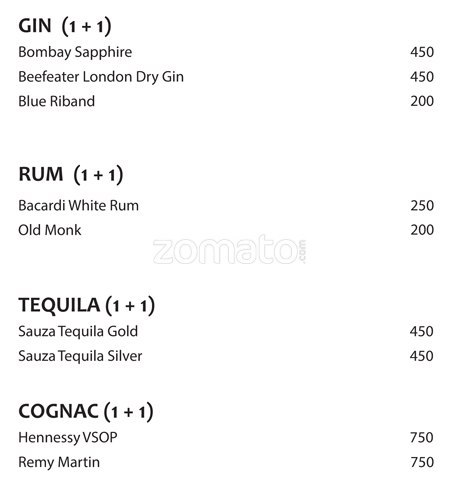 GIN (1 + 1)
Bombay Sapphire 450
Beefeater London Dry Gin 450
Blue Riband 200
RUM (1 + 1)
Bacardi White Rum 250
Old Monk 200
zomato.com
TEQUILA (1 + 1)
Sauza Tequila Gold 450
Sauza Tequila Silver 450
COGNAC (1 + 1)
Hennessy VSOP 750
Remy Martin 750